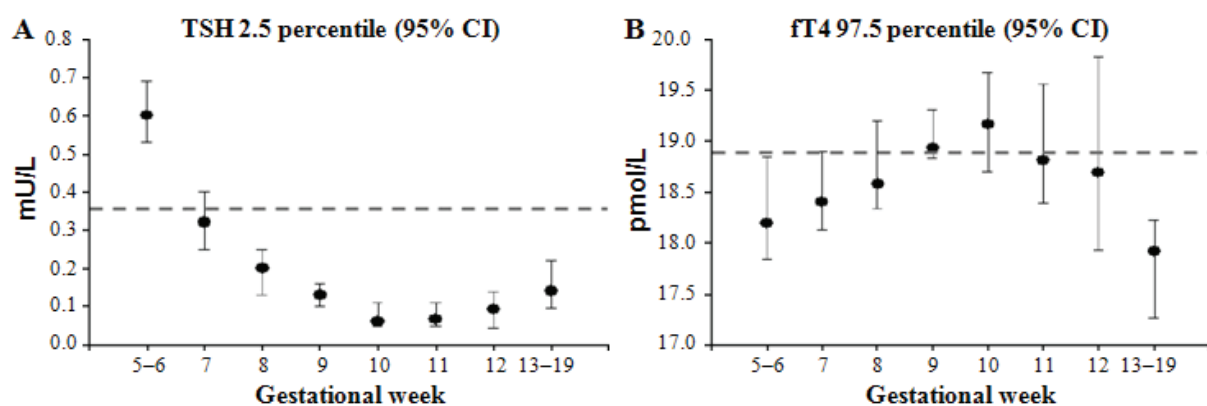 A TSH 2.5 percentile (95% CI)
0.8
0.7
0.6
0.5
0.4
0.3
0.2
0.1
0.0
mU/L
5–6 7 8 9 10 11 12 13–19
Gestational week
B fT4 97.5 percentile (95% CI)
20.0
19.5
19.0
18.5
18.0
17.5
17.0
pmol/L
5–6 7 8 9 10 11 12 13–19
Gestational week